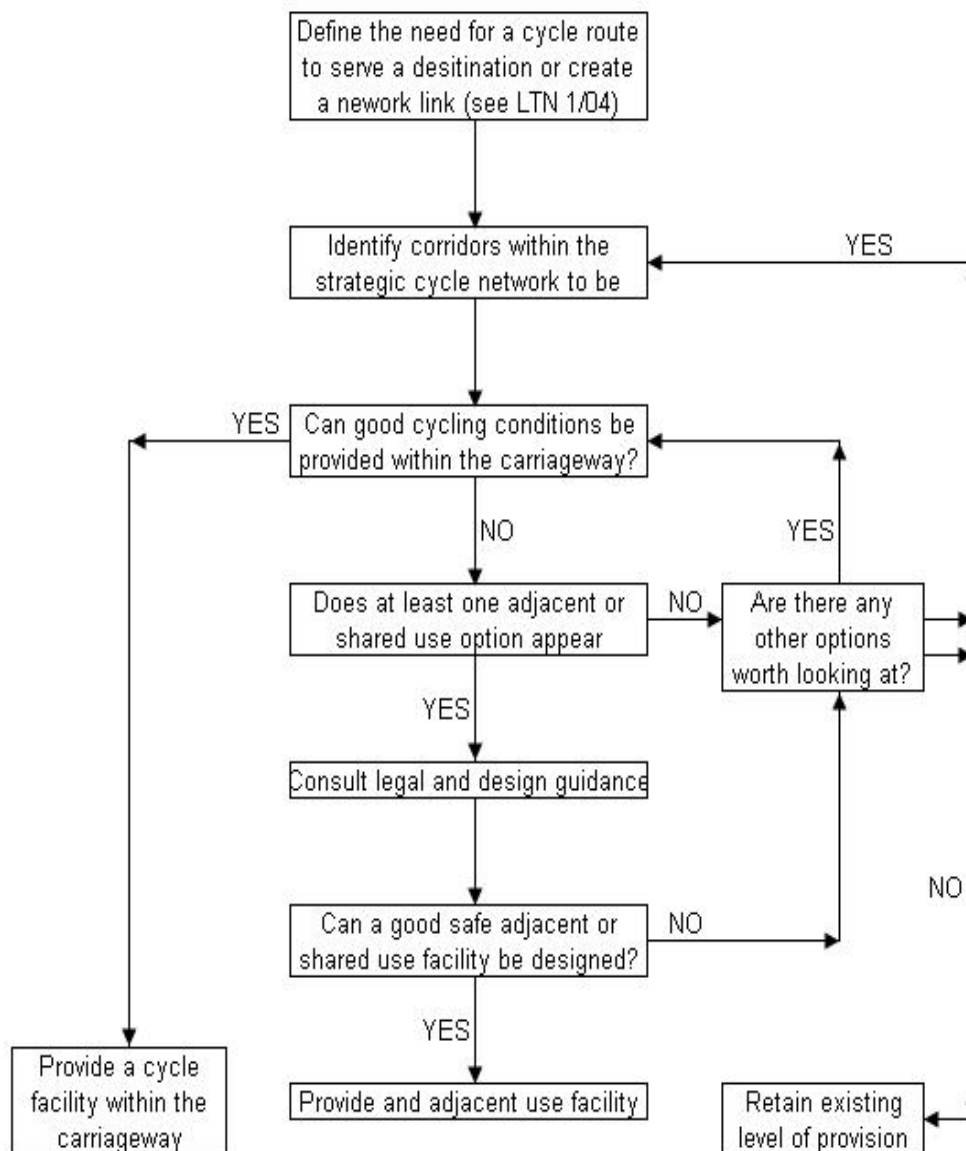 Define the need for a cycle route
to serve a desitination or create
a nework link (see LTN 1/04)
Identify corridors within the
strategic cycle network to be
YES
YES
Can good cycling conditions be
provided within the carriageway?
NO
YES
Does at least one adjacent or
shared use option appear
NO
Are there any
other options
worth looking at?
YES
Consult legal and design guidance
NO
Can a good safe adjacent or
shared use facility be designed?
NO
YES
Provide a cycle
facility within the
carriageway
Provide and adjacent use facility
Retain existing
level of provision